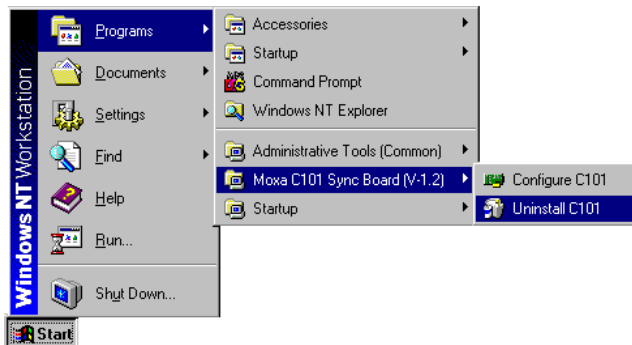 Windows NT Workstation
Programs
Documents
Settings
Find
Help
Run...
Shut Down...
Start
Accessories
Startup
Command Prompt
Windows NT Explorer
Administrative Tools (Common)
Moxa C101 Sync Board (V-1.2)
Startup
Configure C101
Uninstall C101